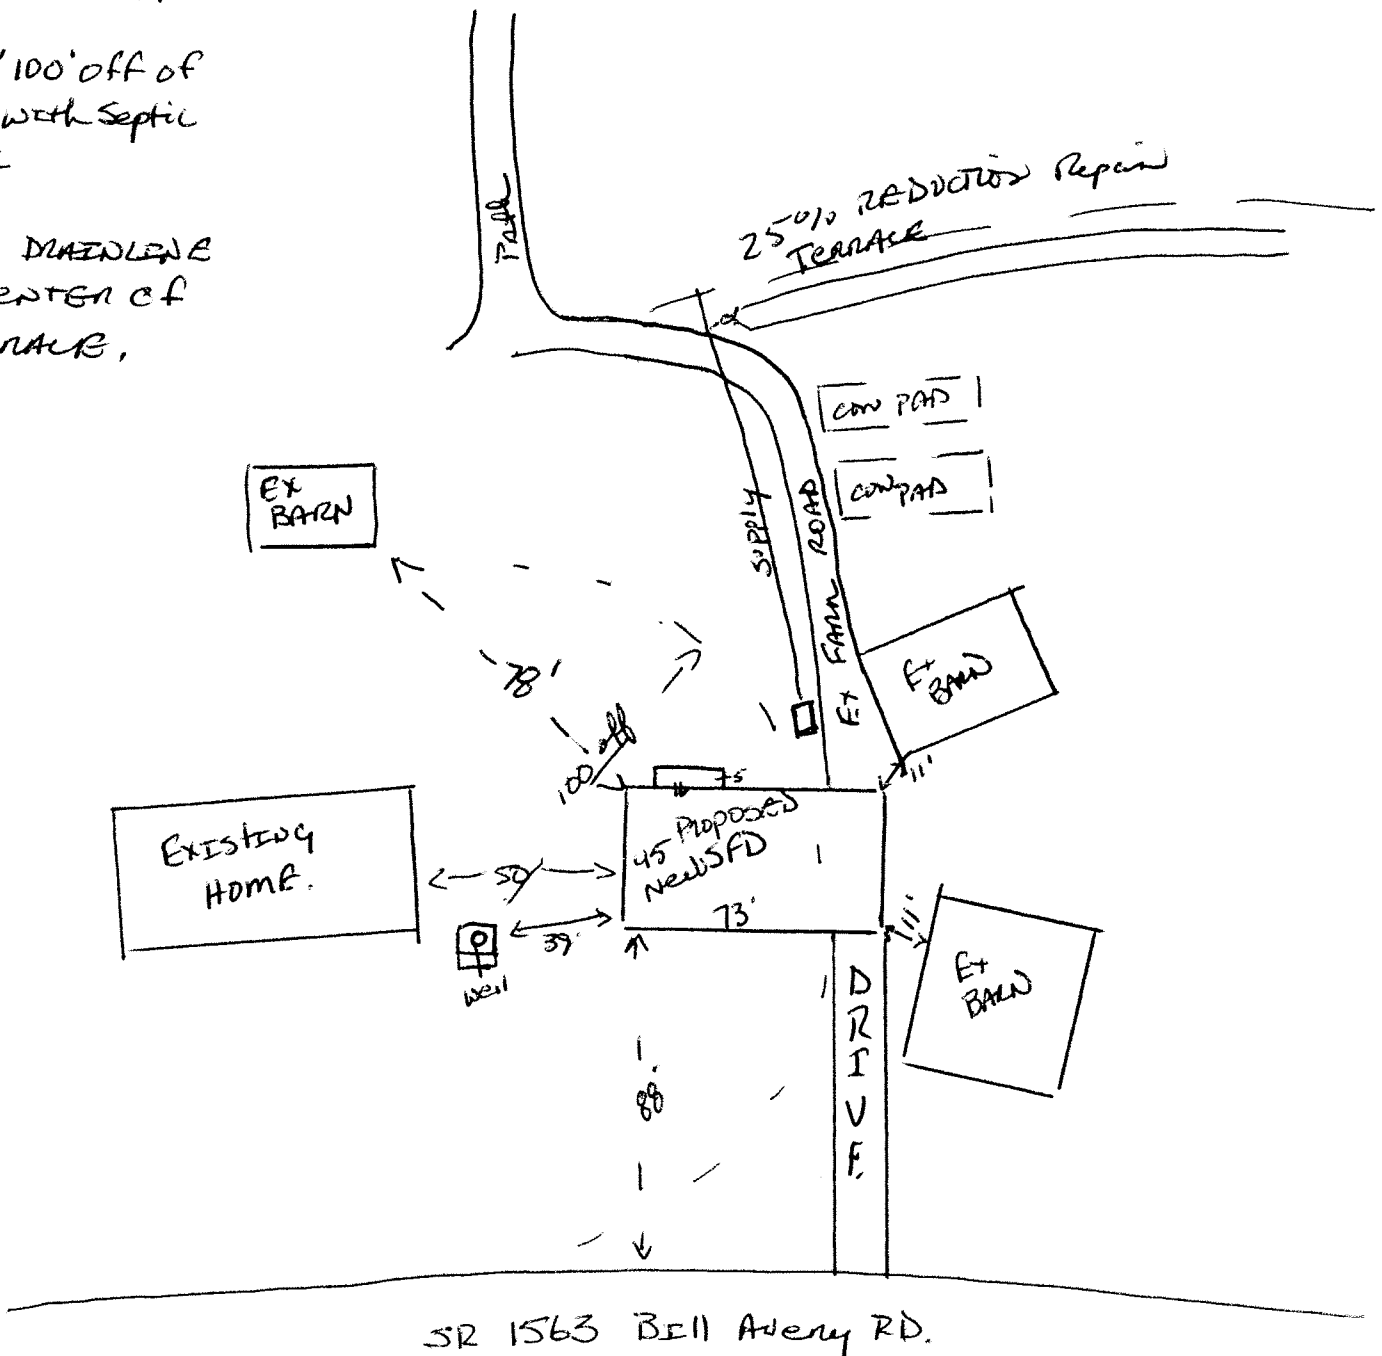 100' off of
with Septic
DRAINLINE
CENTER of
Path
25% REDUCTION Repair
TERRACE
CON PAD
CON PAD
SUPPLY
EX FARM ROAD
EX
BARN
EX
BARN
78'
100' off
11'
5
EXISTING
HOME.
50'
45 Proposed
New SFD
73'
39'
Well
11'
EX
BARN
88'
DRIVE
SR 1563 Bill Avery RD.